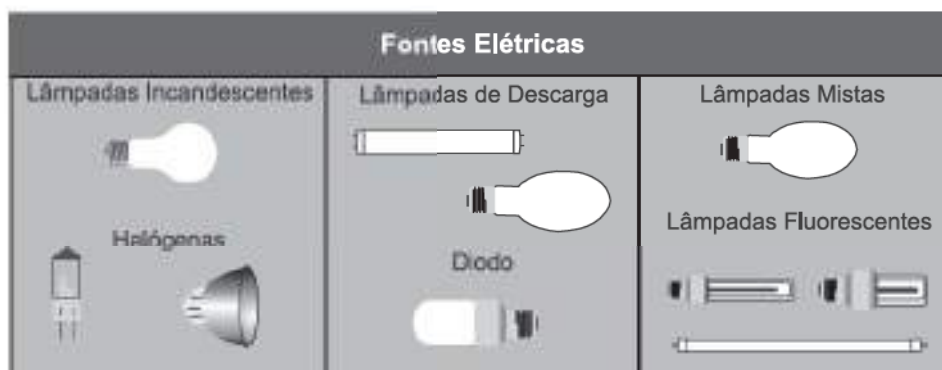 Fontes Elétricas
Lâmpadas Incandescentes
Halógenas
Lâmpadas de Descarga
Diodo
Lâmpadas Mistas
Lâmpadas Fluorescentes